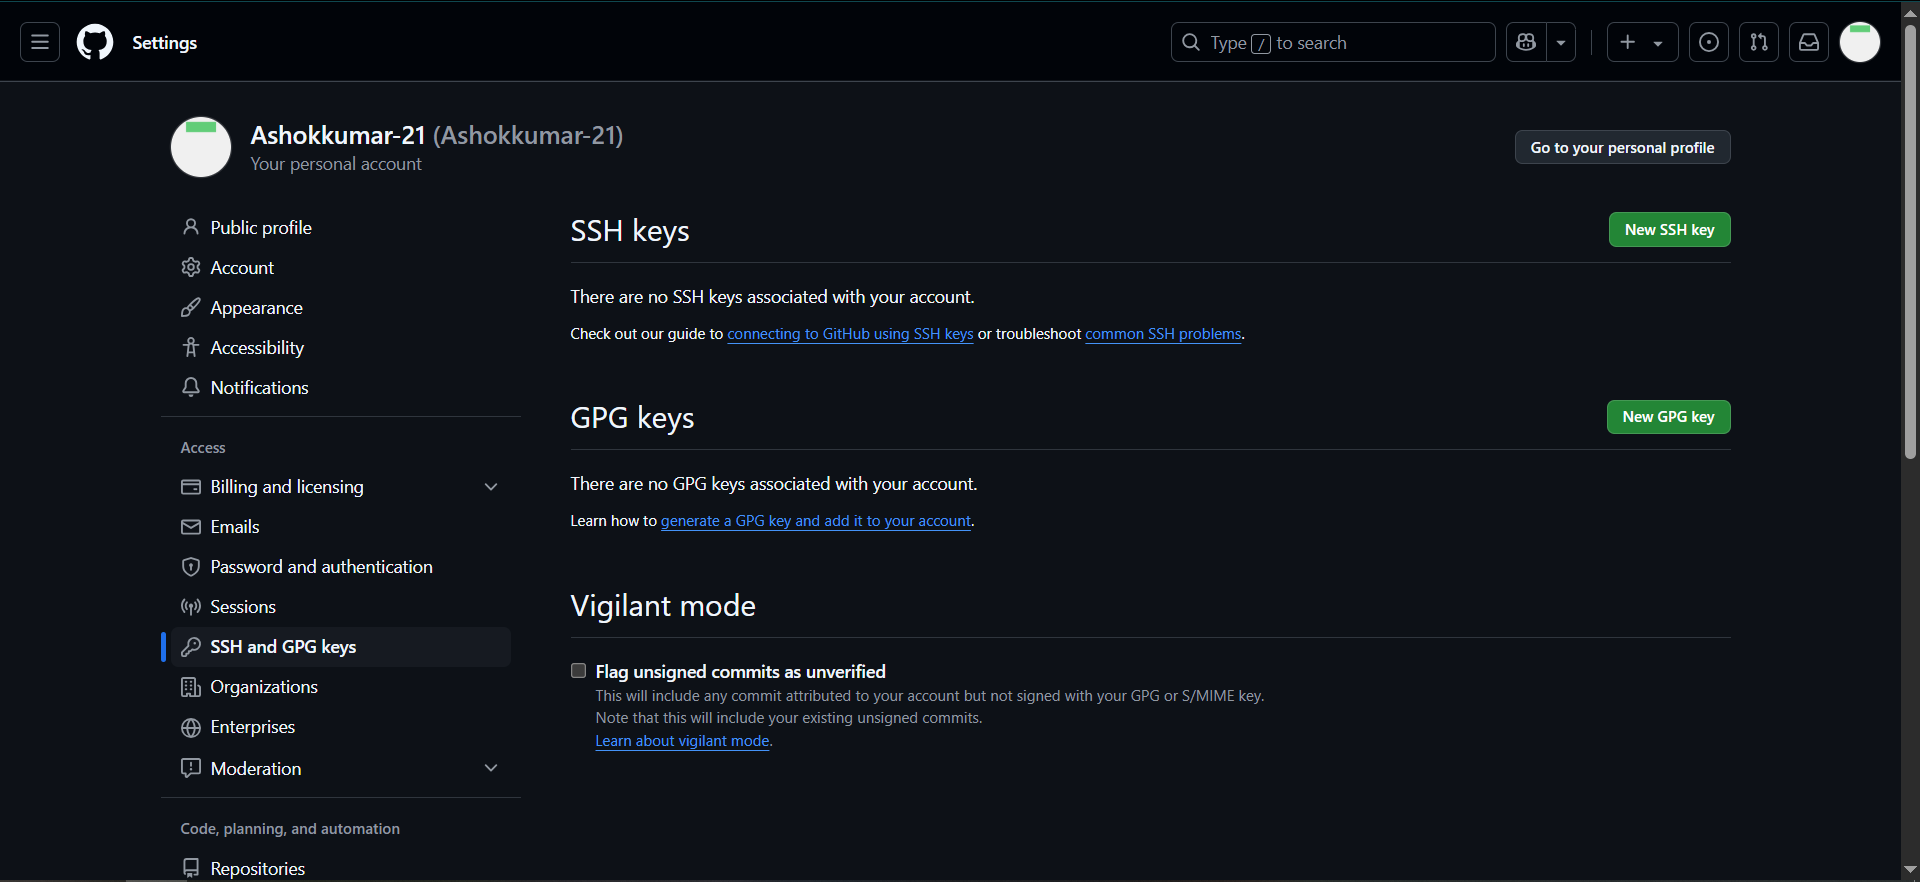 Settings
Type / to search
Ashokkumar-21 (Ashokkumar-21)
Your personal account
Go to your personal profile
Public profile
Account
Appearance
Accessibility
Notifications
Access
Billing and licensing
Emails
Password and authentication
Sessions
SSH and GPG keys
Organizations
Enterprises
Moderation
Code, planning, and automation
Repositories
SSH keys
New SSH key
There are no SSH keys associated with your account.
Check out our guide to connecting to GitHub using SSH keys or troubleshoot common SSH problems.
GPG keys
New GPG key
There are no GPG keys associated with your account.
Learn how to generate a GPG key and add it to your account.
Vigilant mode
Flag unsigned commits as unverified
This will include any commit attributed to your account but not signed with your GPG or S/MIME key.
Note that this will include your existing unsigned commits.
Learn about vigilant mode.